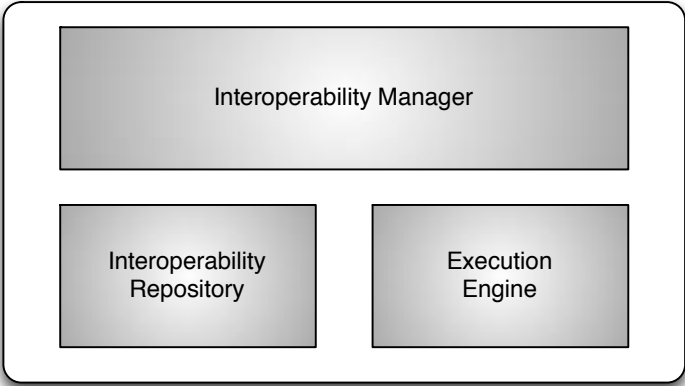 Interoperability Manager
Interoperability
Repository
Execution
Engine